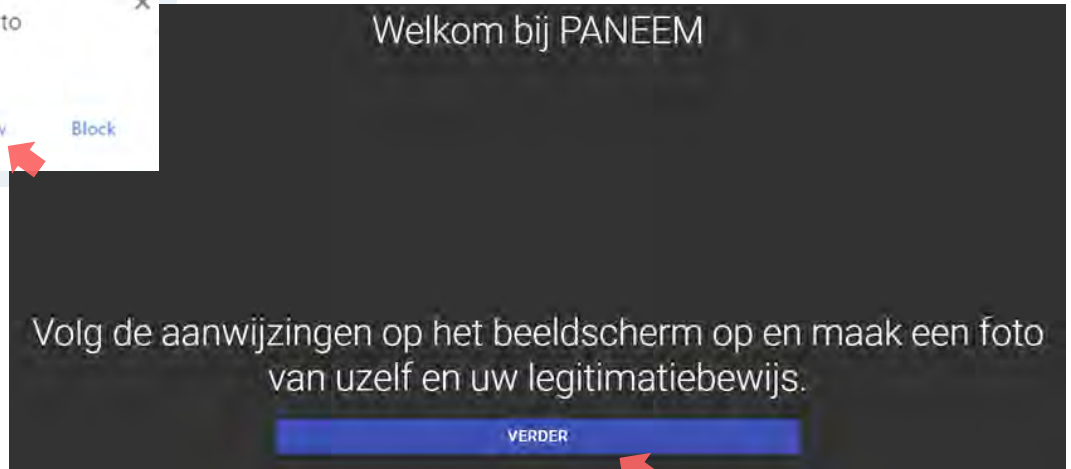 to
Block
Welkom bij PANEEM
Volg de aanwijzingen op het beeldscherm op en maak een foto
van uzelf en uw legitimatiebewijs.
VERDER